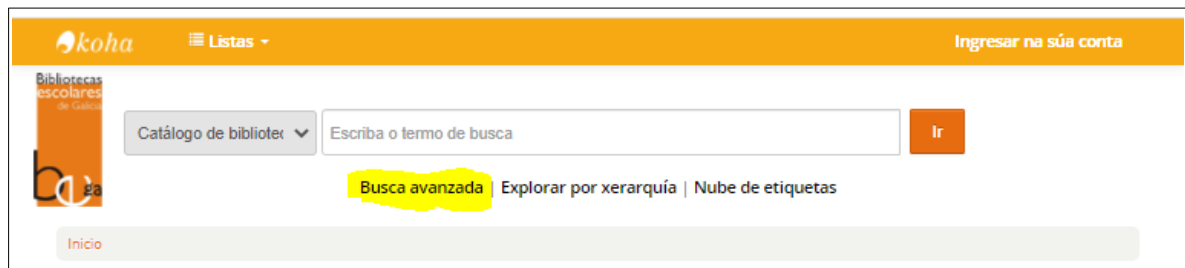 koha Listas Ingresar na súa conta
Bibliotecas
escolares
de Galicia
Catálogo de bibliotec Escriba o termo de busca Ir
Busca avanzada | Explorar por xerarquía | Nube de etiquetas
bega
Inicio